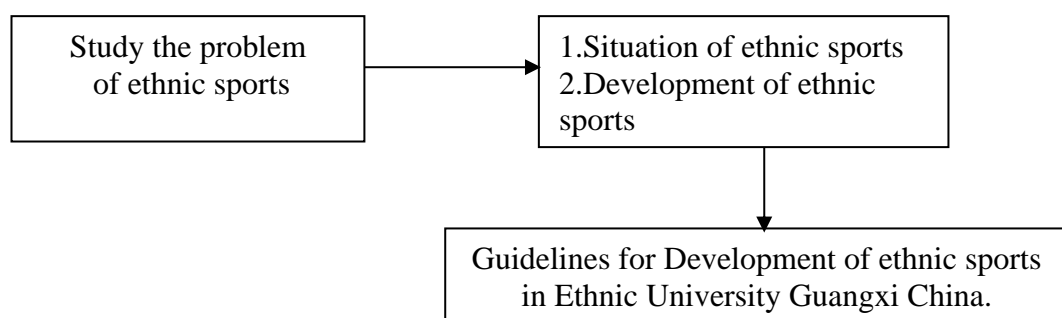 Study the problem
of ethnic sports
1.Situation of ethnic sports
2.Development of ethnic
sports
Guidelines for Development of ethnic sports
in Ethnic University Guangxi China.